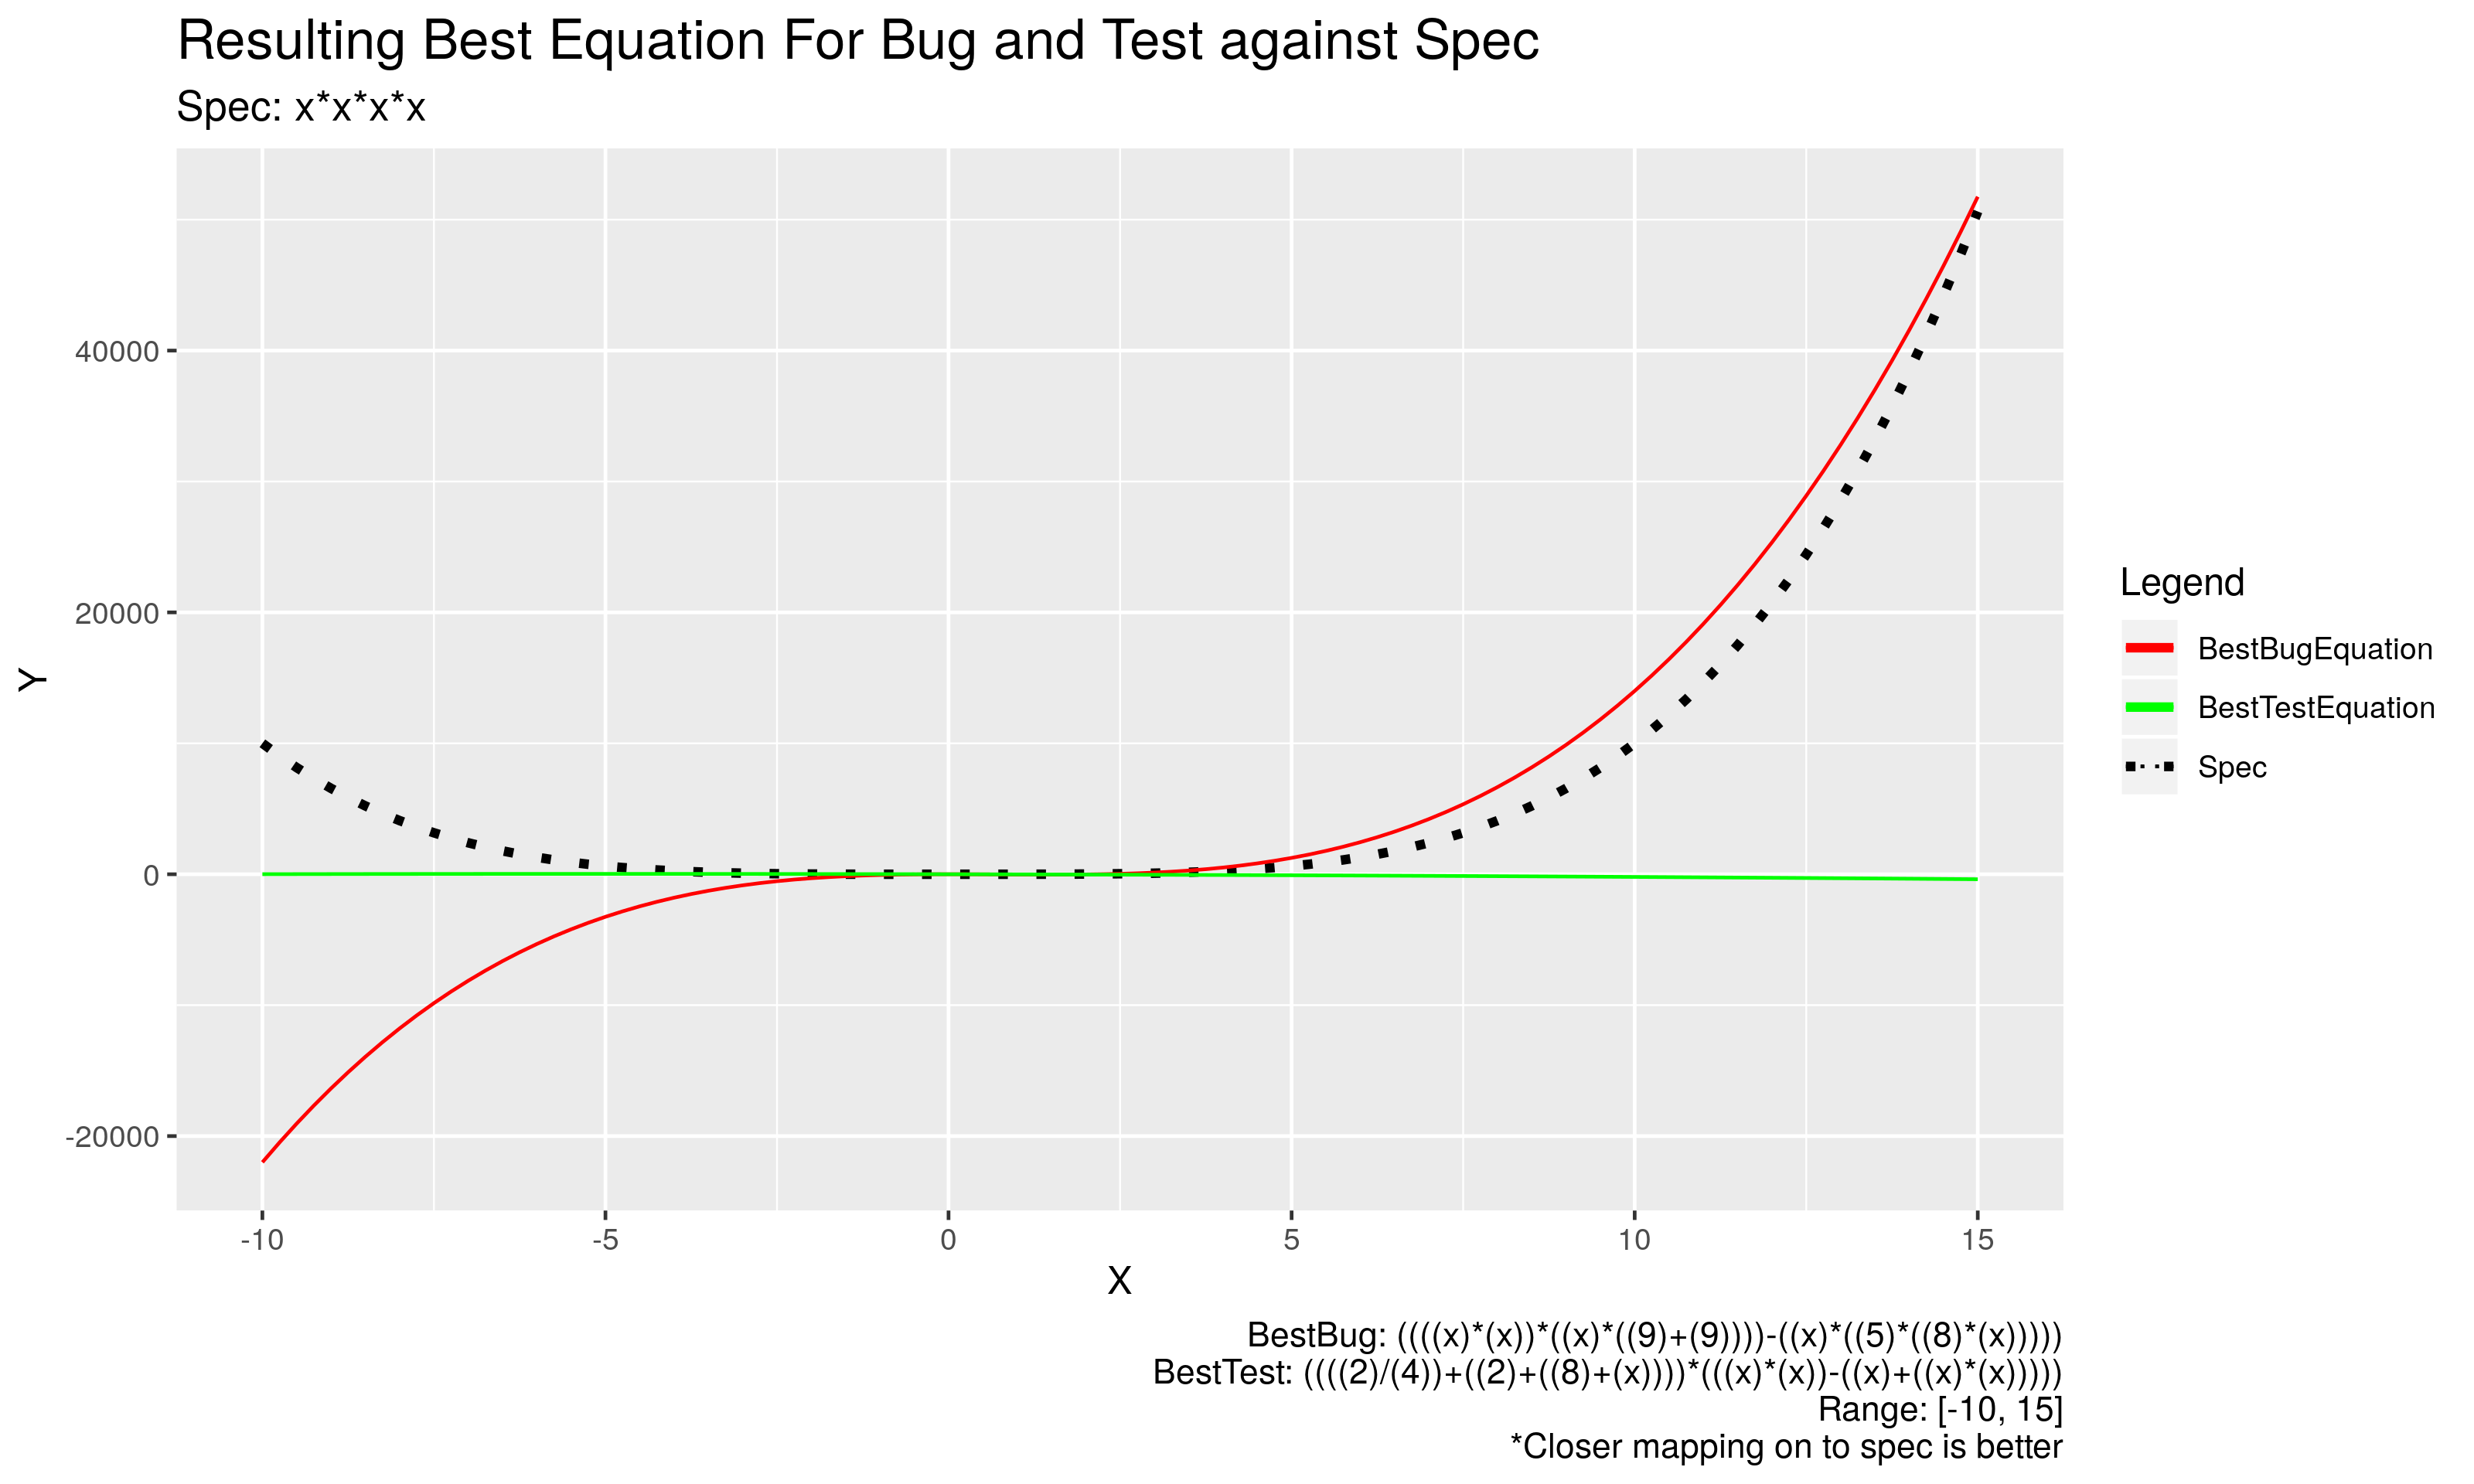 Resulting Best Equation For Bug and Test against Spec
Spec: x*x*x*x
Y
40000
20000
0
-20000
-10
-5
0
5
10
15
X
Legend
BestBugEquation
BestTestEquation
Spec
BestBug: ((((x)*(x))*((x)*((9)+(9))))-((x)*((5)*((8)*(x)))))
BestTest: ((((2)/(4))+((2)+((8)+(x))))*(((x)*(x))-((x)+((x)*(x)))))
Range: [-10, 15]
*Closer mapping on to spec is better